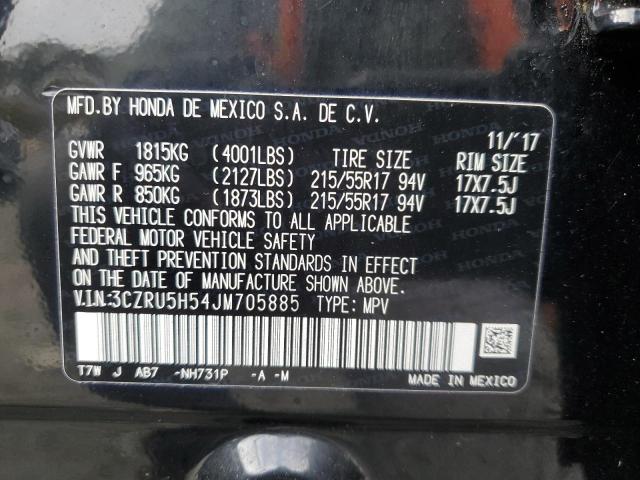 MFD.BY HONDA DE MEXICO S.A. DE C.V.
11/'17
GVWR 1815KG (4001LBS) TIRE SIZE RIM SIZE
GAWR F 965KG (2127LBS) 215/55R17 94V 17X7.5J
GAWR R 850KG (1873LBS) 215/55R17 94V 17X7.5J
THIS VEHICLE CONFORMS TO ALL APPLICABLE
FEDERAL MOTOR VEHICLE SAFETY
AND THEFT PREVENTION STANDARDS IN EFFECT
ON THE DATE OF MANUFACTURE SHOWN ABOVE.
V.I.N.:3CZRU5H54JM705885 TYPE: MPV
T7W J AB7 -NH731P -A -M
MADE IN MEXICO